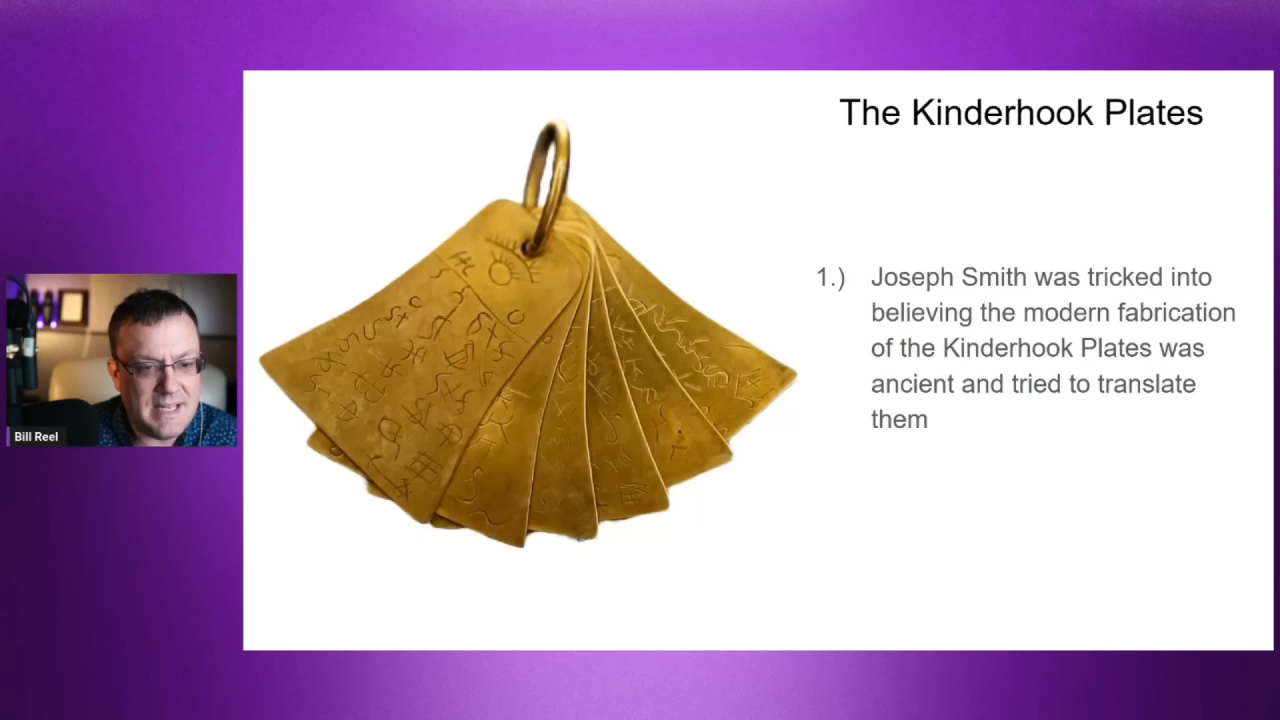 The Kinderhook Plates
1.) Joseph Smith was tricked into
believing the modern fabrication
of the Kinderhook Plates was
ancient and tried to translate
them
Bill Reel